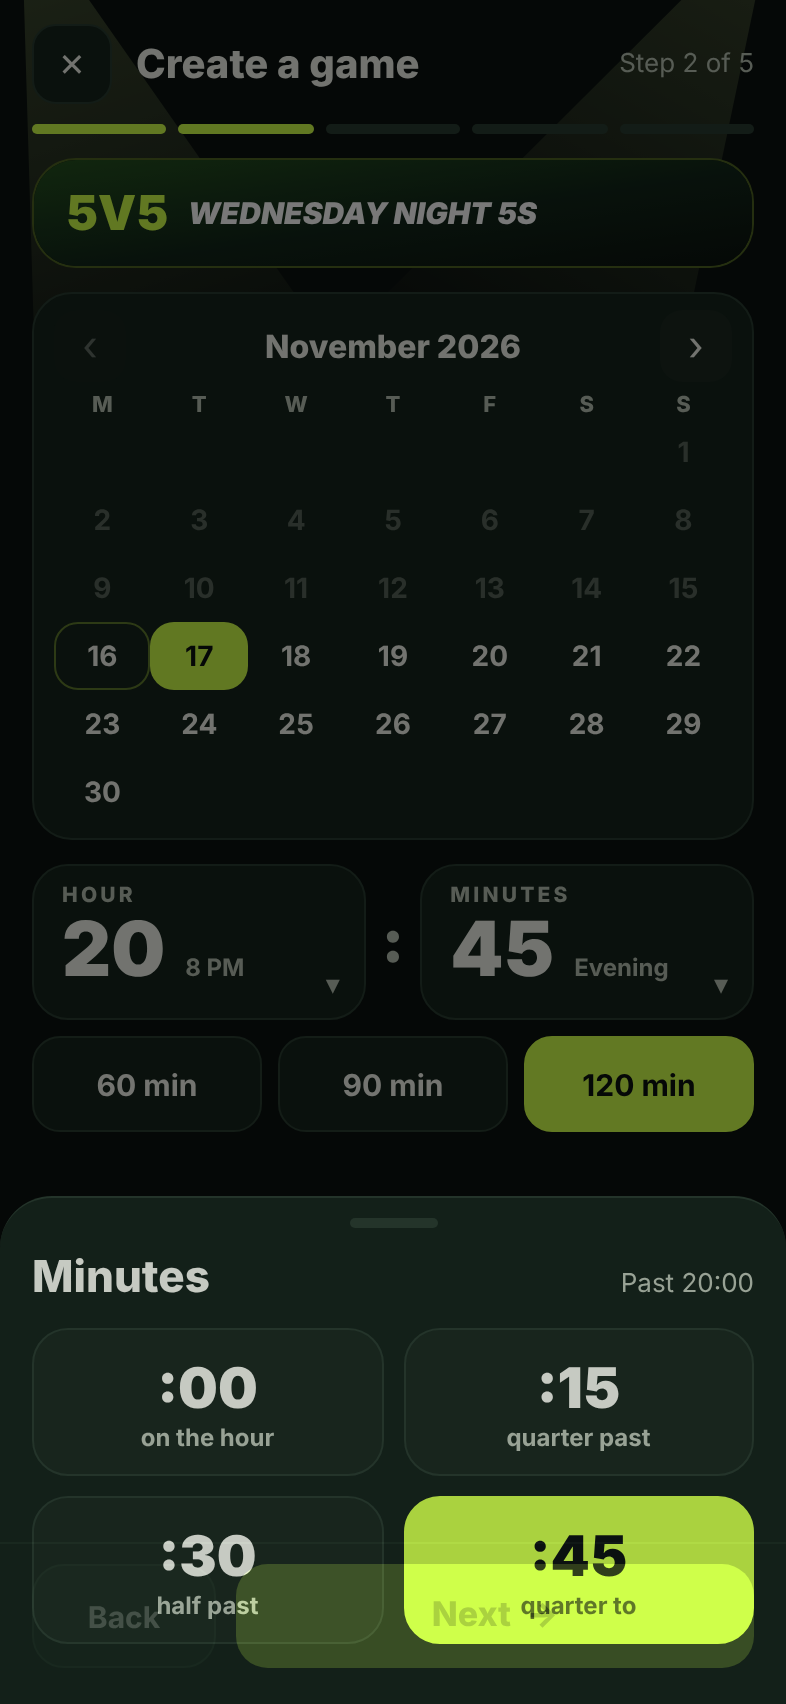 ✕ Create a game Step 2 of 5
5V5 WEDNESDAY NIGHT 5S
‹ November 2026 ›
M T W T F S S
1
2 3 4 5 6 7 8
9 10 11 12 13 14 15
16 17 18 19 20 21 22
23 24 25 26 27 28 29
30
HOUR
20 8 PM ▼
:
MINUTES
45 Evening ▼
60 min 90 min 120 min
Minutes Past 20:00
:00
on the hour
:15
quarter past
:30
half past
:45
quarter to
Back
Next →